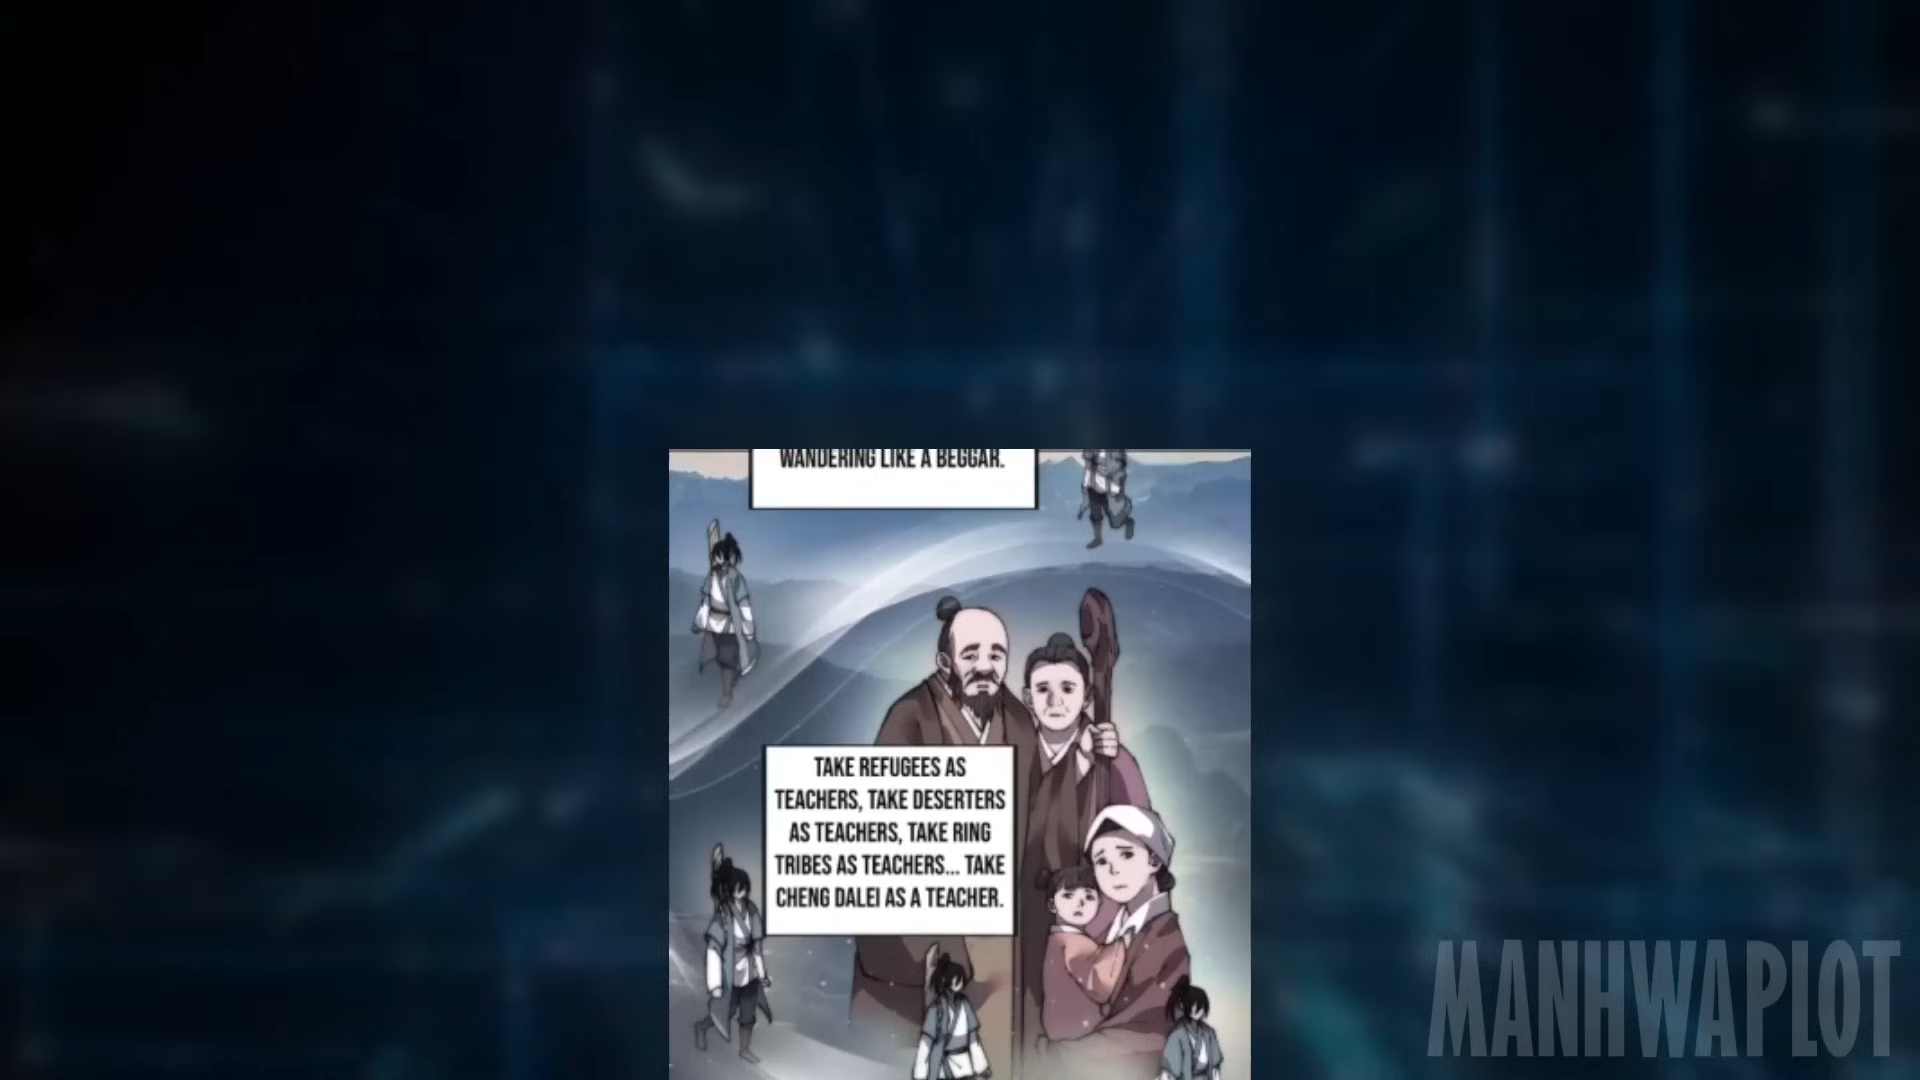 WANDERING LIKE A BEGGAR.
TAKE REFUGEES AS
TEACHERS, TAKE DESERTERS
AS TEACHERS, TAKE RING
TRIBES AS TEACHERS... TAKE
CHENG DALEI AS A TEACHER.
MANHWAPLOT